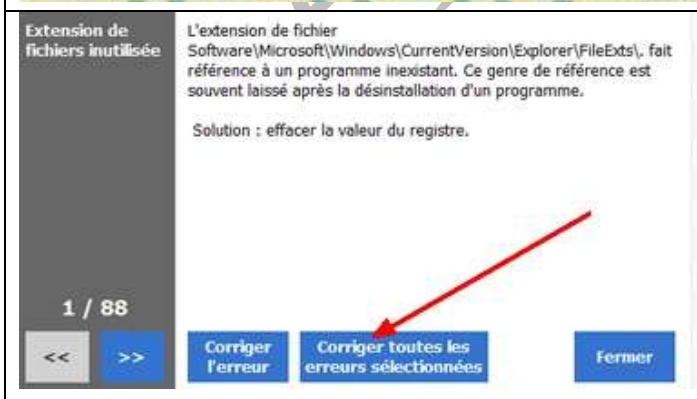 Extension de
fichiers inutilisée
L'extension de fichier
Software\Microsoft\Windows\CurrentVersion\Explorer\FileExts\. fait
référence à un programme inexistant. Ce genre de référence est
souvent laissé après la désinstallation d'un programme.
Solution : effacer la valeur du registre.
1 / 88
<< >>
Corriger
l'erreur
Corriger toutes les
erreurs sélectionnées
Fermer